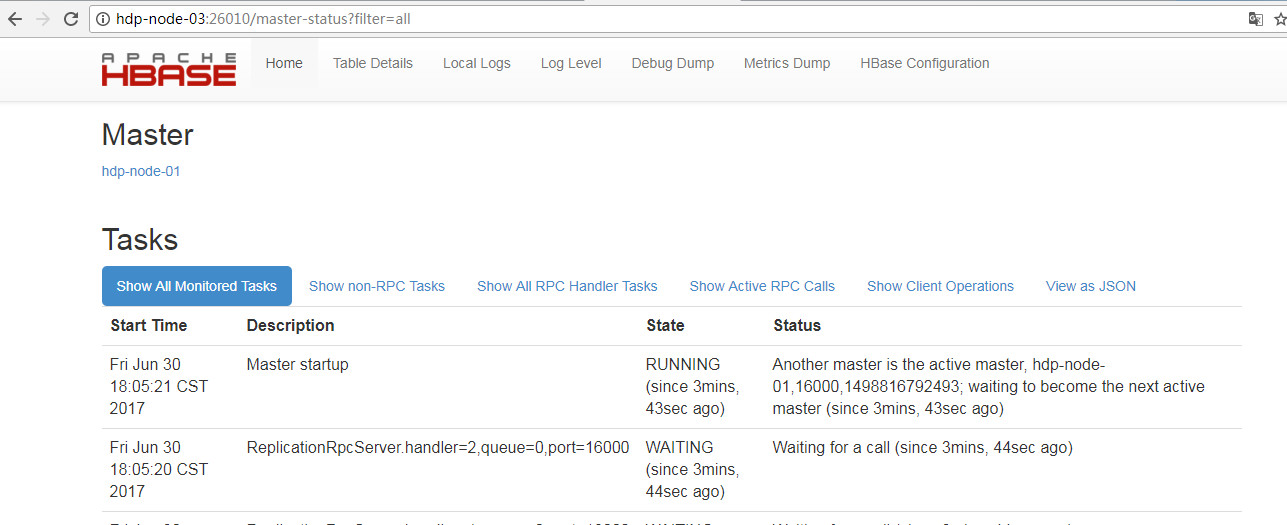 hdp-node-03:26010/master-status?filter=all
APACHE
HBASE
Home Table Details Local Logs Log Level Debug Dump Metrics Dump HBase Configuration
Master
hdp-node-01
Tasks
Show All Monitored Tasks Show non-RPC Tasks Show All RPC Handler Tasks Show Active RPC Calls Show Client Operations View as JSON
Start Time Description State Status
Fri Jun 30 Master startup RUNNING Another master is the active master, hdp-node-
18:05:21 CST (since 3mins, 01,16000,1498816792493; waiting to become the next active
2017 43sec ago) master (since 3mins, 43sec ago)
Fri Jun 30 ReplicationRpcServer.handler=2,queue=0,port=16000 WAITING Waiting for a call (since 3mins, 44sec ago)
18:05:20 CST (since 3mins,
2017 44sec ago)